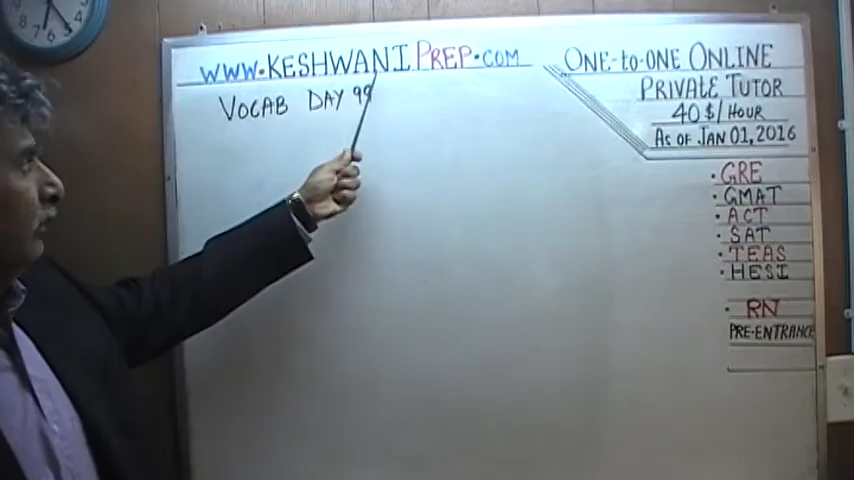 WWW.KESHWANIPREP.COM
VOCAB DAY 99
ONE-to-ONE ONLINE
PRIVATE TUTOR
40$/HOUR
AS OF JAN 01, 2016
• GRE
• GMAT
• ACT
• SAT
• TEAS
• HESI
• RN
PRE-ENTRANCE